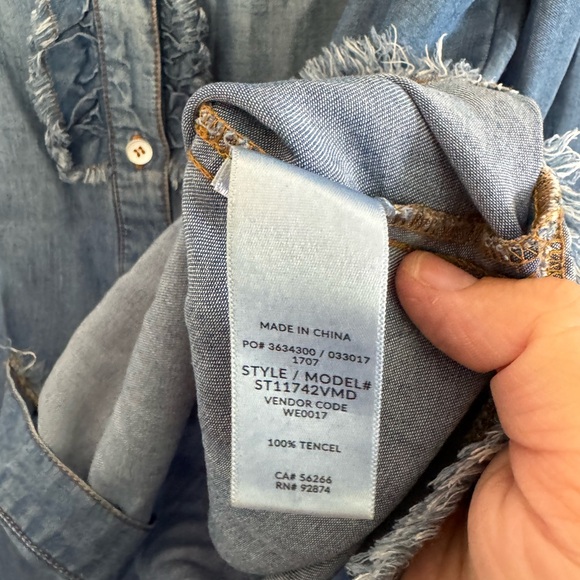 MADE IN CHINA
PO# 3634300 / 033017
1707
STYLE / MODEL#
ST11742VMD
VENDOR CODE
WE0017
100% TENCEL
CA# 56266
RN# 92874